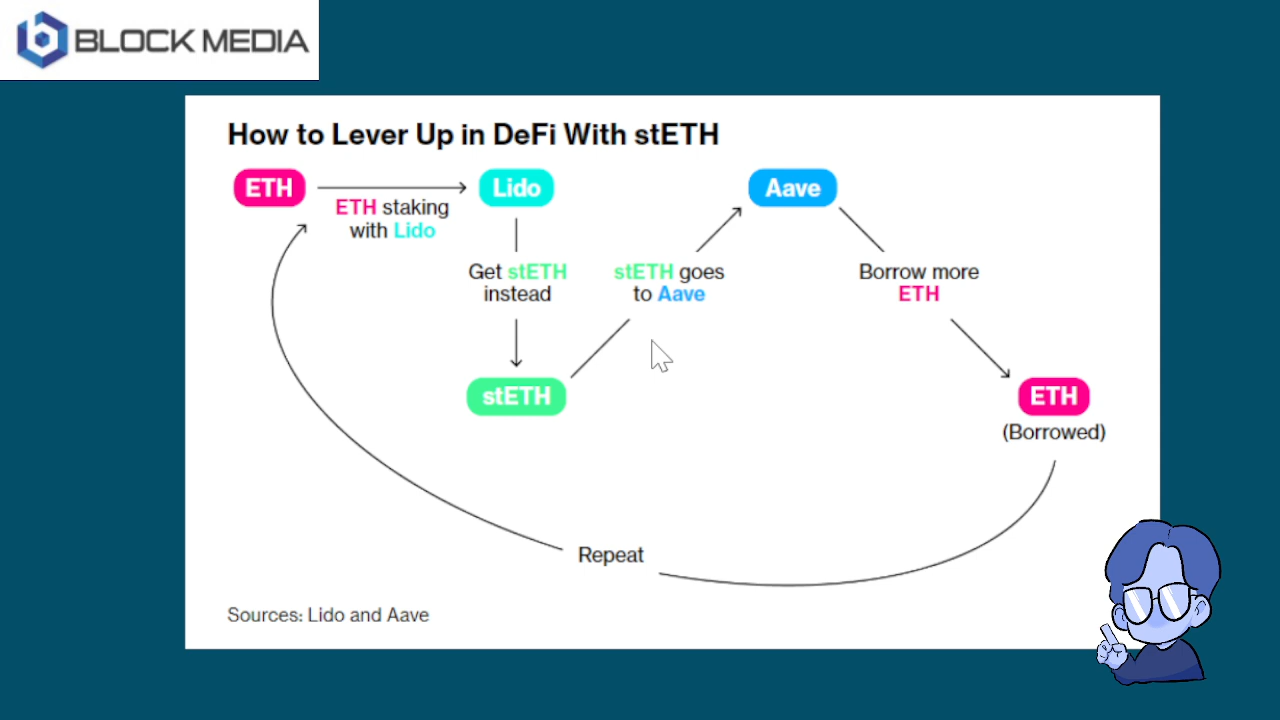 BLOCK MEDIA
How to Lever Up in DeFi With stETH
ETH
ETH staking
with Lido
Lido
Get stETH
instead
stETH
stETH goes
to Aave
Aave
Borrow more
ETH
ETH
(Borrowed)
Repeat
Sources: Lido and Aave